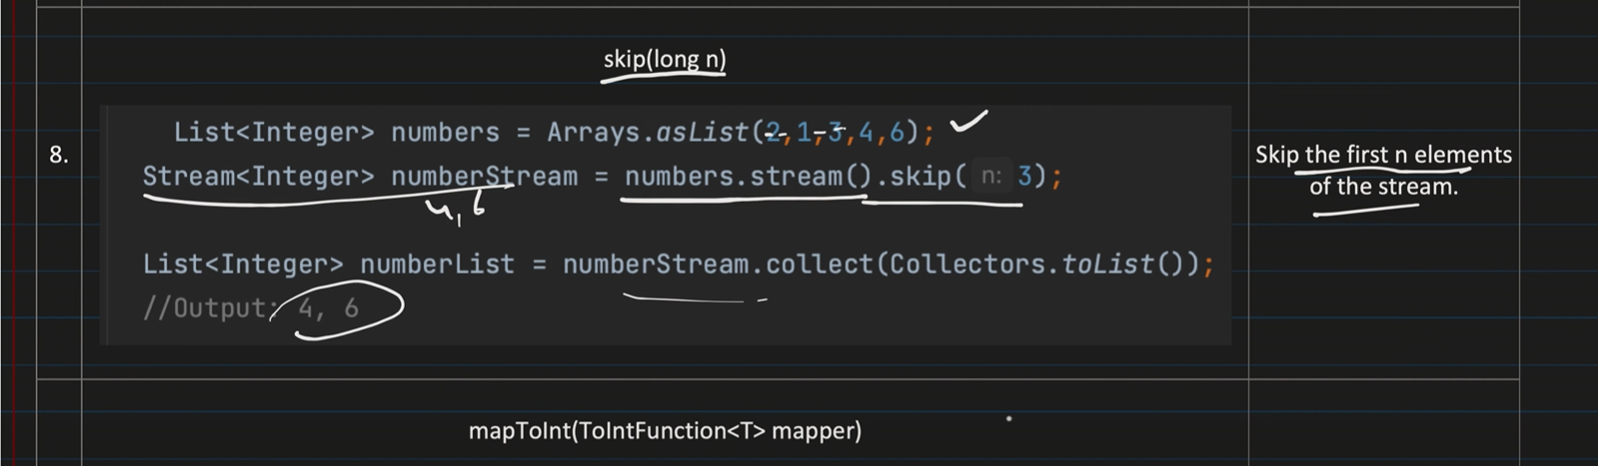 skip(long n)
8.
List<Integer> numbers = Arrays.asList(2,1,3,4,6);
Stream<Integer> numberStream = numbers.stream().skip( n: 3);
4, 6
List<Integer> numberList = numberStream.collect(Collectors.toList());
//Output: 4, 6
Skip the first n elements
of the stream.
mapToInt(ToIntFunction<T> mapper)